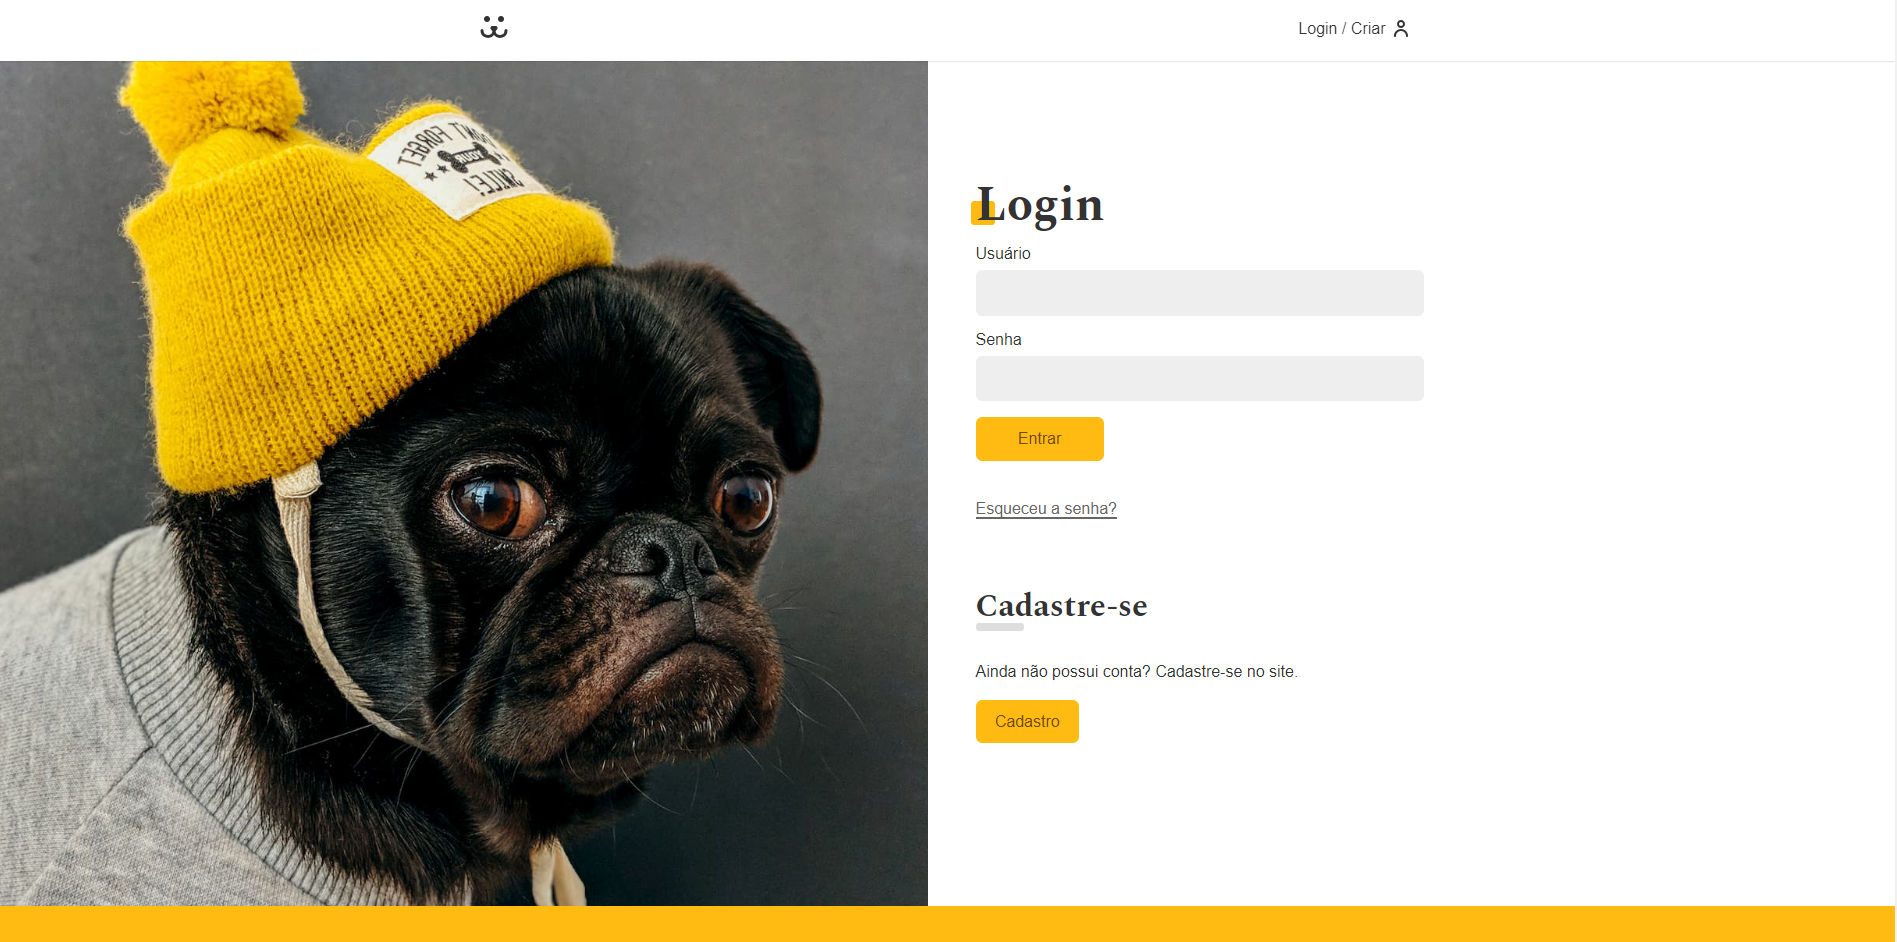 Login / Criar
DON'T FORGET
YOUR
SMILE!
Login
Usuário
Senha
Entrar
Esqueceu a senha?
Cadastre-se
Ainda não possui conta? Cadastre-se no site.
Cadastro